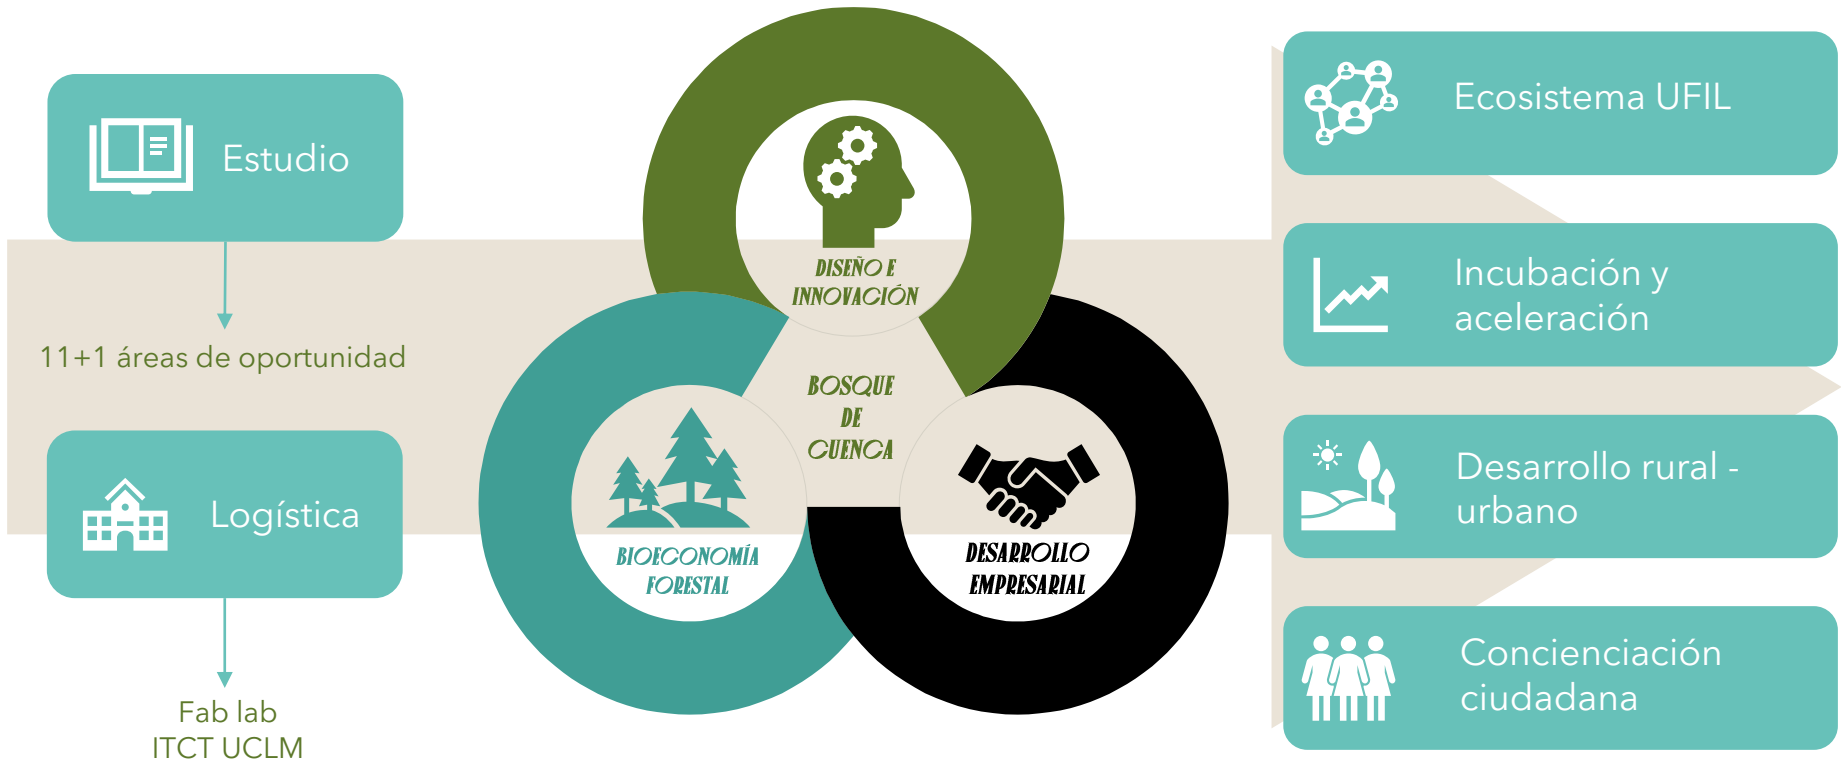 Estudio
11+1 áreas de oportunidad
Logística
Fab lab
ITCT UCLM
DISEÑO E
INNOVACIÓN
BOSQUE
DE
CUENCA
BIOECONOMÍA
FORESTAL
DESARROLLO
EMPRESARIAL
Ecosistema UFIL
Incubación y
aceleración
Desarrollo rural -
urbano
Concienciación
ciudadana